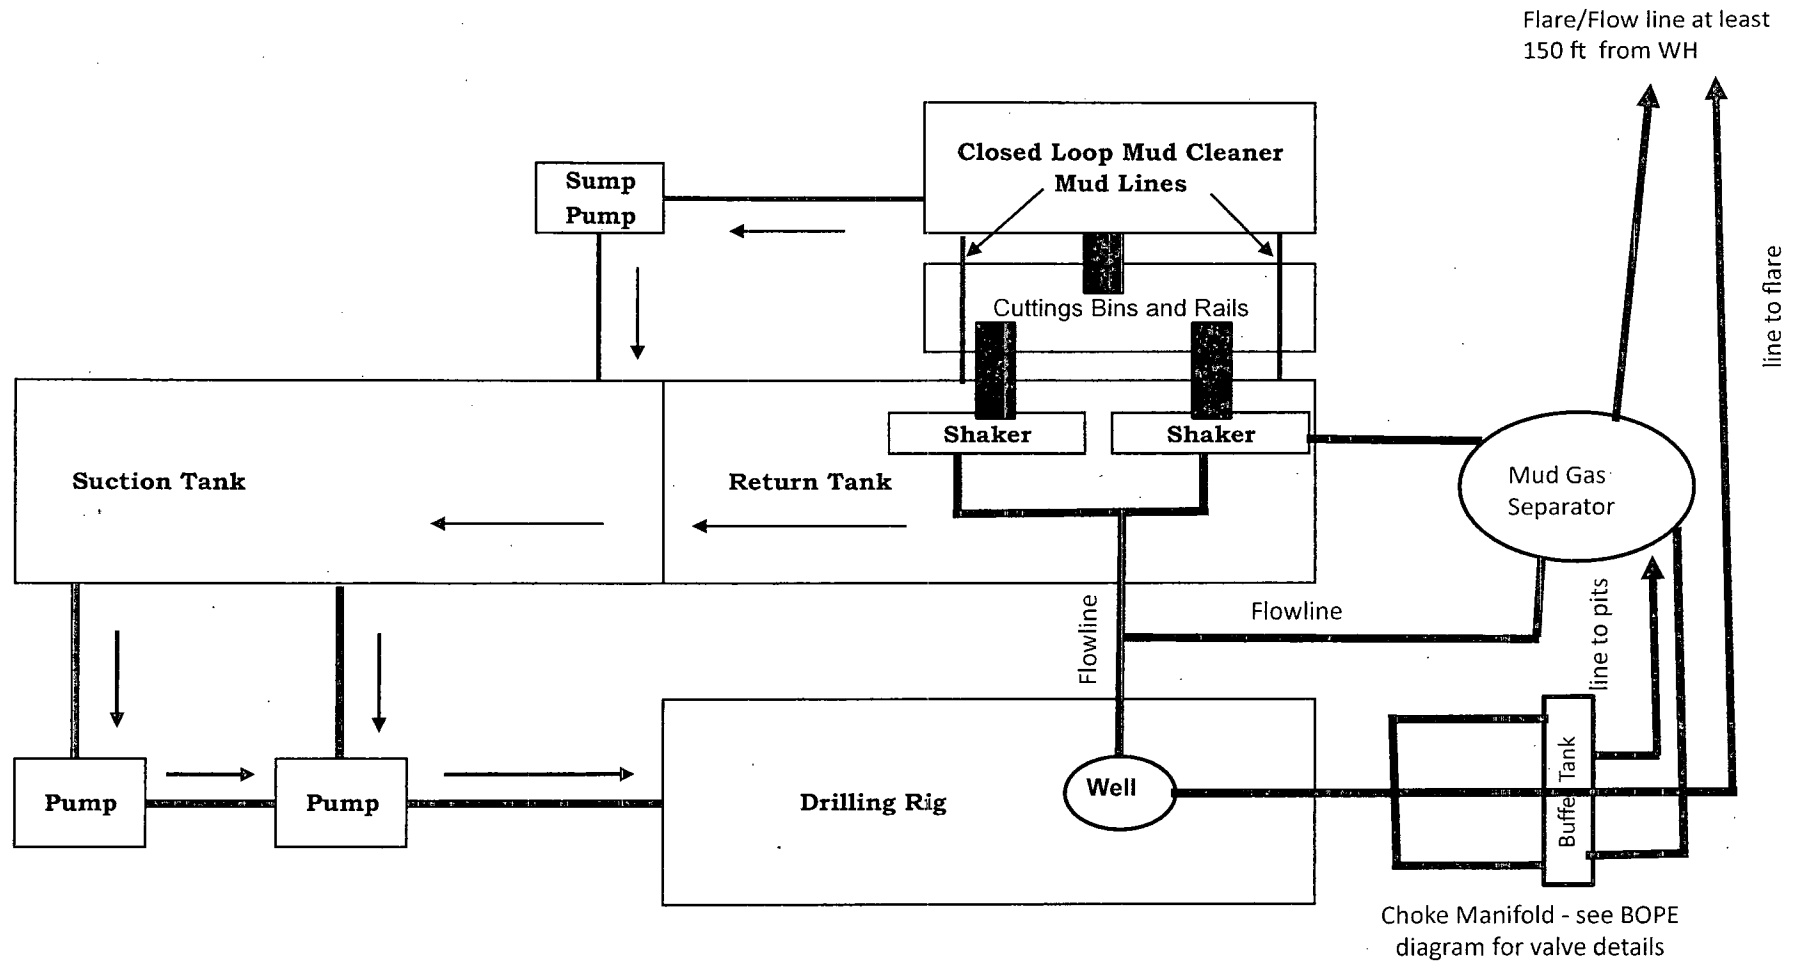 Flare/Flow line at least
150 ft from WH
Closed Loop Mud Cleaner
Mud Lines
Sump
Pump
line to flare
Cuttings Bins and Rails
Shaker
Shaker
Suction Tank
Return Tank
Mud Gas
Separator
Flowline
Flowline
line to pits
Pump
Pump
Drilling Rig
Well
Buffe Tank
Choke Manifold - see BOPE
diagram for valve details